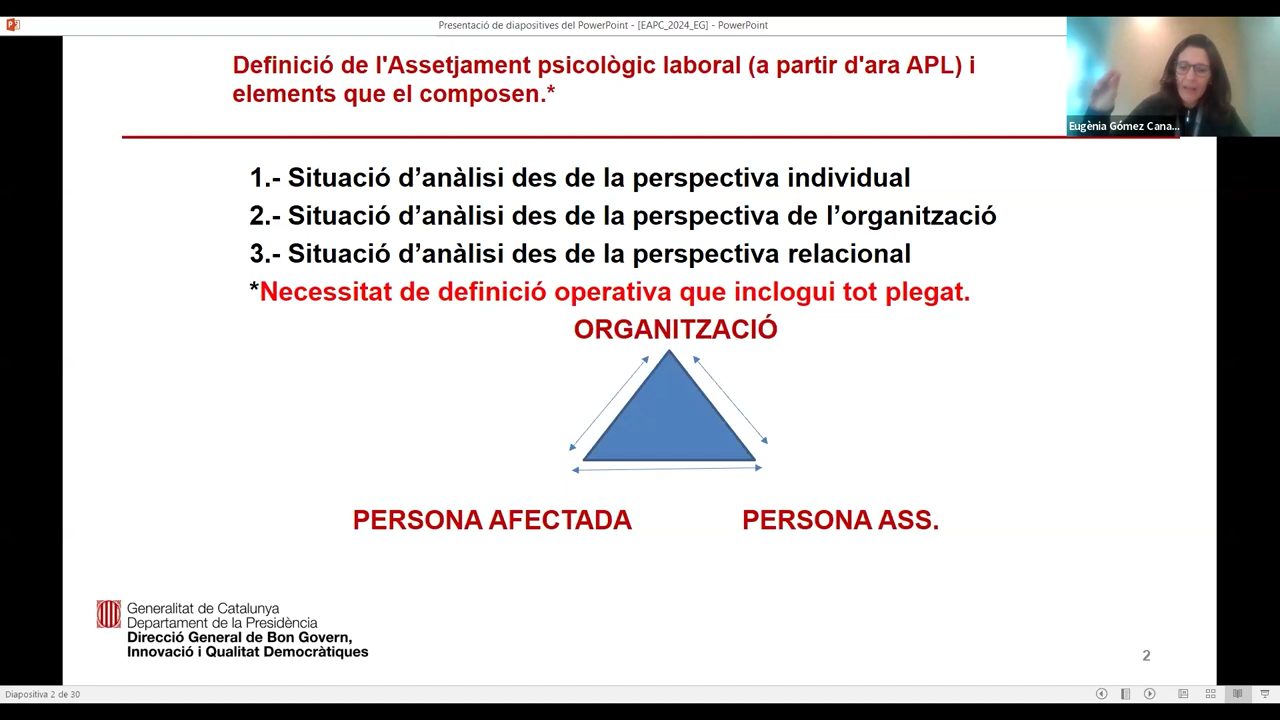 Presentació de diapositives del PowerPoint - [EAPC_2024_EG] - PowerPoint
Definició de l'Assetjament psicològic laboral (a partir d'ara APL) i
elements que el composen.*
Eugènia Gómez Cana...
1.- Situació d’anàlisi des de la perspectiva individual
2.- Situació d’anàlisi des de la perspectiva de l’organització
3.- Situació d’anàlisi des de la perspectiva relacional
*Necessitat de definició operativa que inclogui tot plegat.
ORGANITZACIÓ
PERSONA AFECTADA
PERSONA ASS.
Generalitat de Catalunya
Departament de la Presidència
Direcció General de Bon Govern,
Innovació i Qualitat Democràtiques
2
Diapositiva 2 de 30